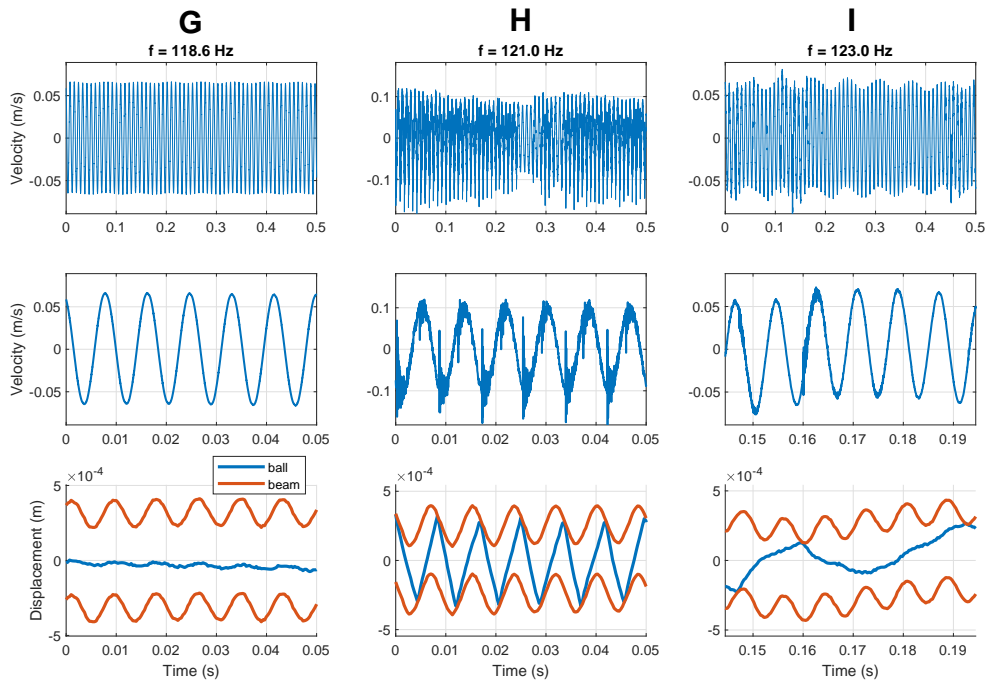 G H I
f = 118.6 Hz f = 121.0 Hz f = 123.0 Hz
Velocity (m/s)
0.05 0 -0.05
0 0.1 0.2 0.3 0.4 0.5
0.1 0 -0.1
0 0.1 0.2 0.3 0.4 0.5
0.05 0 -0.05
0 0.1 0.2 0.3 0.4 0.5
Velocity (m/s)
0.05 0 -0.05
0 0.01 0.02 0.03 0.04 0.05
0.1 0 -0.1
0 0.01 0.02 0.03 0.04 0.05
0.05 0 -0.05
0.15 0.16 0.17 0.18 0.19
Displacement (m)
×10⁻⁴
5 0 -5
ball
beam
0 0.01 0.02 0.03 0.04 0.05
Time (s)
×10⁻⁴
5 0 -5
0 0.01 0.02 0.03 0.04 0.05
Time (s)
×10⁻⁴
5 0 -5
0.15 0.16 0.17 0.18 0.19
Time (s)